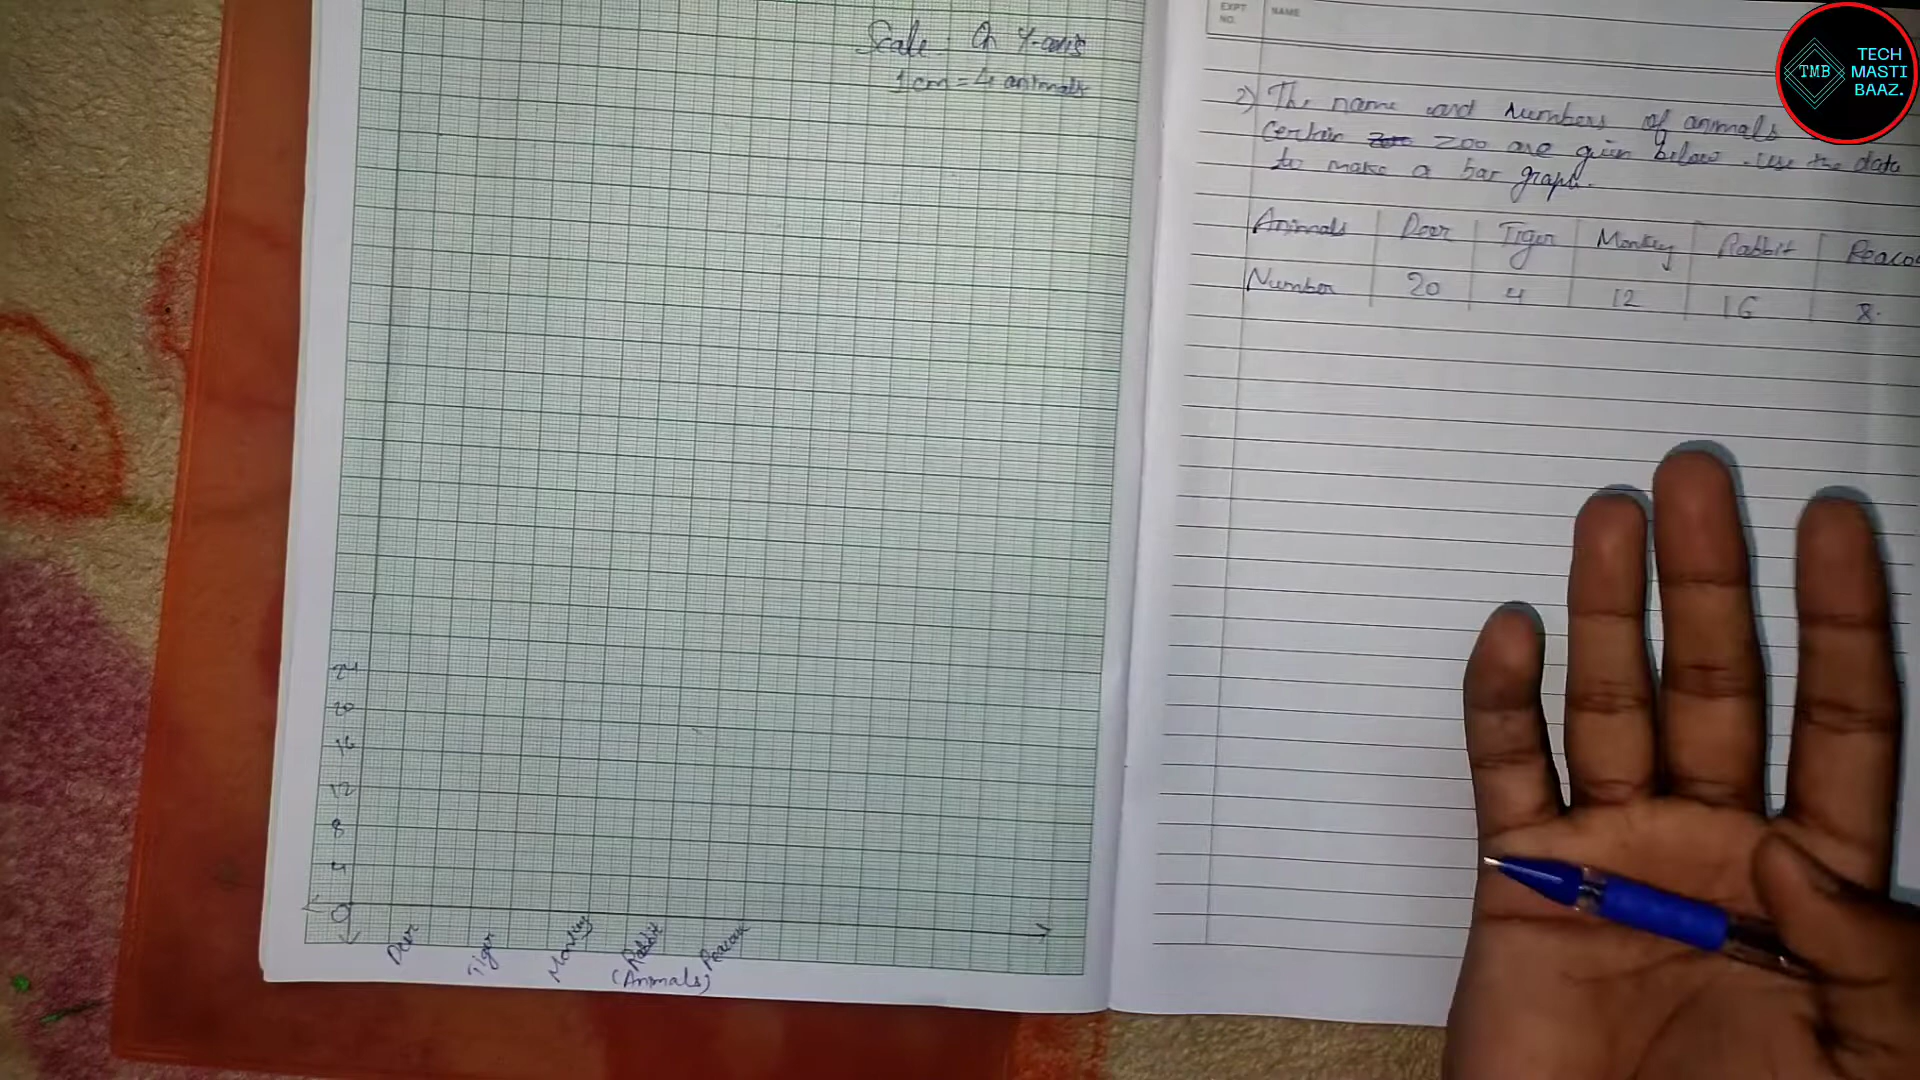 Scale : On Y-axis
1 cm = 4 animals
24
20
16
12
8
4
0
Deer Tiger Monkey Rabbit Peacock
(Animals)
EXPT NO. NAME
2) The name and Numbers of animals
Certain zoo are given below . Use the data
to make a bar graph.
Animals Deer Tiger Monkey Rabbit Peacoc
Number 20 4 12 16 8.
TMB TECH MASTI BAAZ.